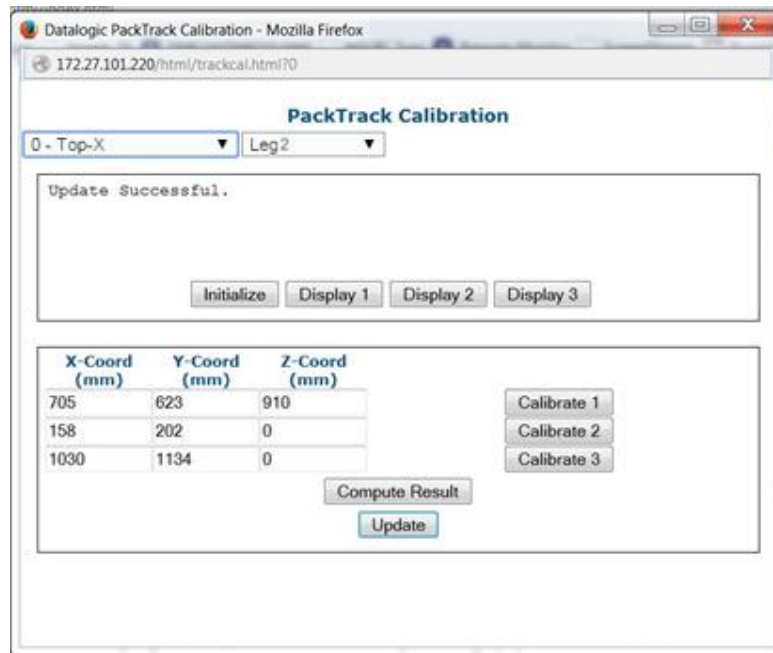 Datalogic PackTrack Calibration - Mozilla Firefox
172.27.101.220/html/trackcal.html?0
PackTrack Calibration
0 - Top-X Leg2
Update Successful.
Initialize Display 1 Display 2 Display 3
X-Coord Y-Coord Z-Coord
(mm) (mm) (mm)
705 623 910 Calibrate 1
158 202 0 Calibrate 2
1030 1134 0 Calibrate 3
Compute Result
Update